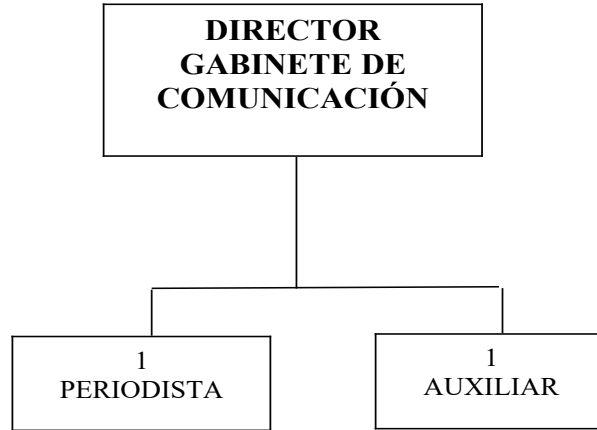 DIRECTOR
GABINETE DE
COMUNICACIÓN
1
PERIODISTA
1
AUXILIAR